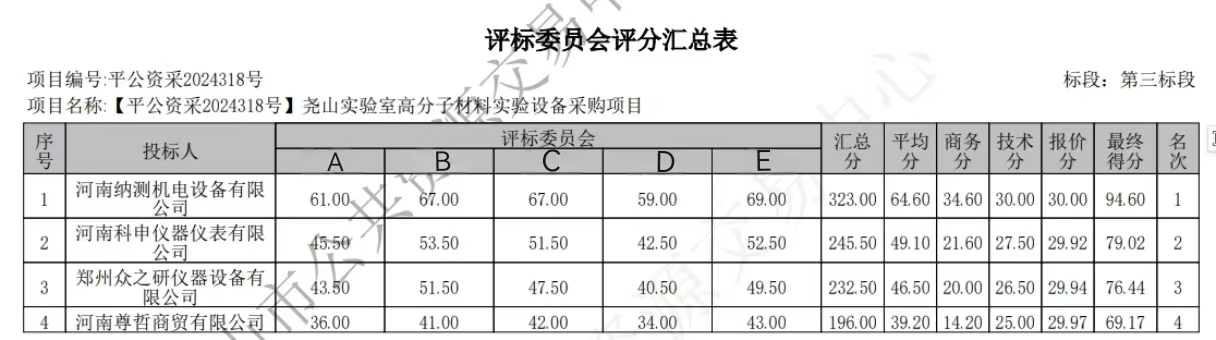 评标委员会评分汇总表
项目编号:平公资采2024318号 标段：第三标段
项目名称:【平公资采2024318号】尧山实验室高分子材料实验设备采购项目
序号 投标人 评标委员会 汇总分 平均分 商务分 技术分 报价分 最终得分 名次
A B C D E
1 河南纳测机电设备有限公司 61.00 67.00 67.00 59.00 69.00 323.00 64.60 34.60 30.00 30.00 94.60 1
2 河南科申仪器仪表有限公司 45.50 53.50 51.50 42.50 52.50 245.50 49.10 21.60 27.50 29.92 79.02 2
3 郑州众之研仪器设备有限公司 43.50 51.50 47.50 40.50 49.50 232.50 46.50 20.00 26.50 29.94 76.44 3
4 河南尊哲商贸有限公司 36.00 41.00 42.00 34.00 43.00 196.00 39.20 14.20 25.00 29.97 69.17 4